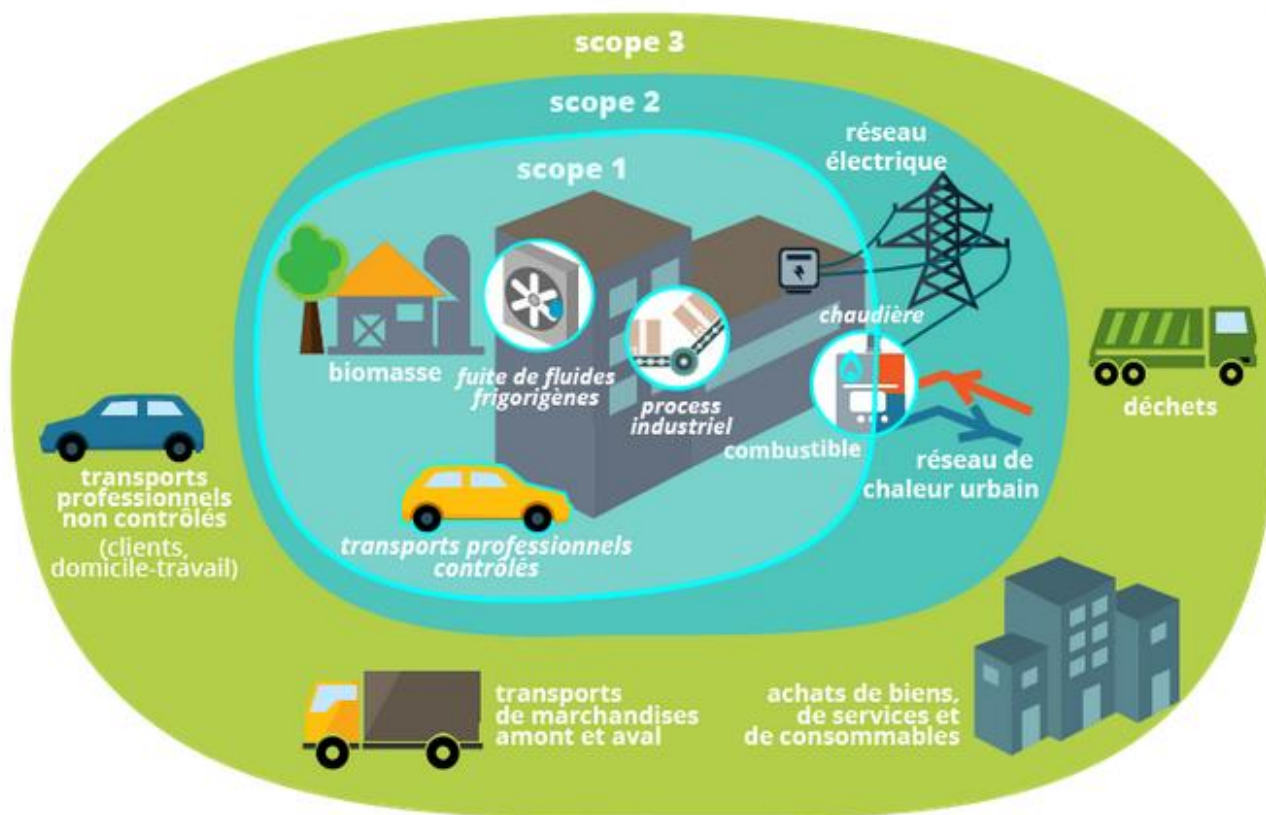 scope 3
scope 2
scope 1
réseau
électrique
biomasse
fuite de fluides
frigorigènes
process
industriel
chaudière
combustible
réseau de
chaleur urbain
déchets
transports
professionnels
non contrôlés
(clients,
domicile-travail)
transports professionnels
contrôlés
transports
de marchandises
amont et aval
achats de biens,
de services et
de consommables